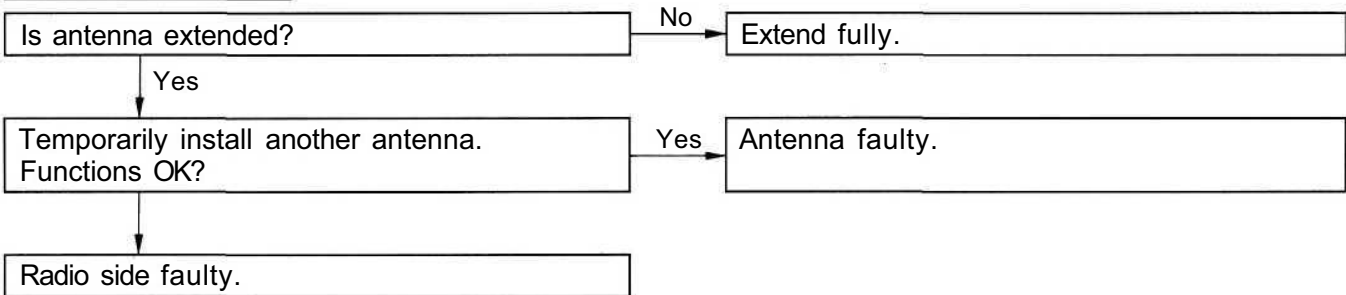 Is antenna extended?
No
Extend fully.
Yes
Temporarily install another antenna.
Functions OK?
Yes
Antenna faulty.
Radio side faulty.